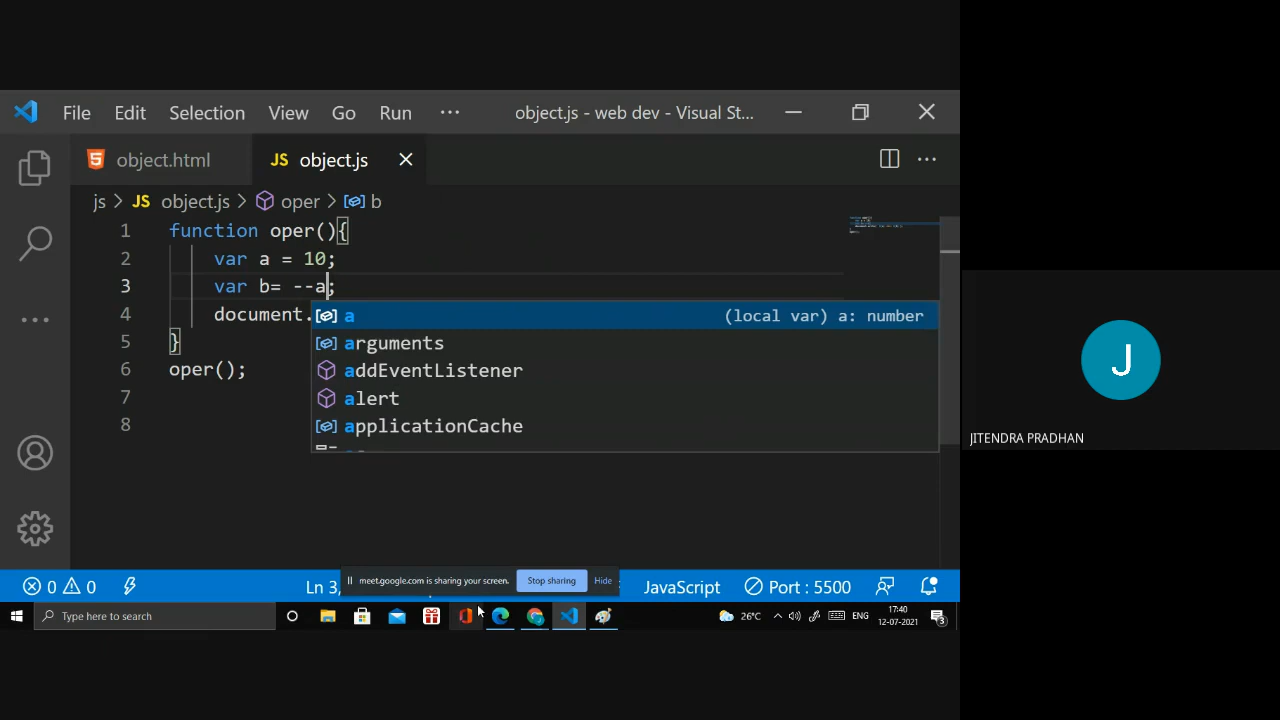 File Edit Selection View Go Run ··· object.js - web dev - Visual St...
object.html JS object.js
js > JS object.js > oper > b
1 function oper(){
2 var a = 10;
3 var b= --a;
4 document.
a (local var) a: number
5 }
arguments
6 oper();
addEventListener
7
alert
8
applicationCache
0 0 Ln 3, JavaScript Port : 5500
meet.google.com is sharing your screen. Stop sharing Hide
Type here to search 26°C ENG 17:40
12-07-2021 3
J
JITENDRA PRADHAN